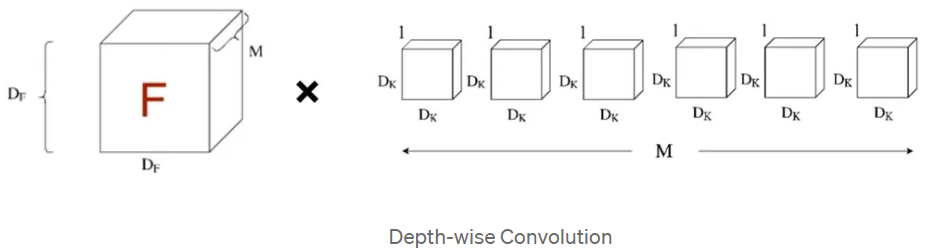 1 1 1 1 1 1
M
D_F F D_K D_K D_K D_K D_K D_K
D_F D_K D_K D_K D_K D_K D_K
M
Depth-wise Convolution